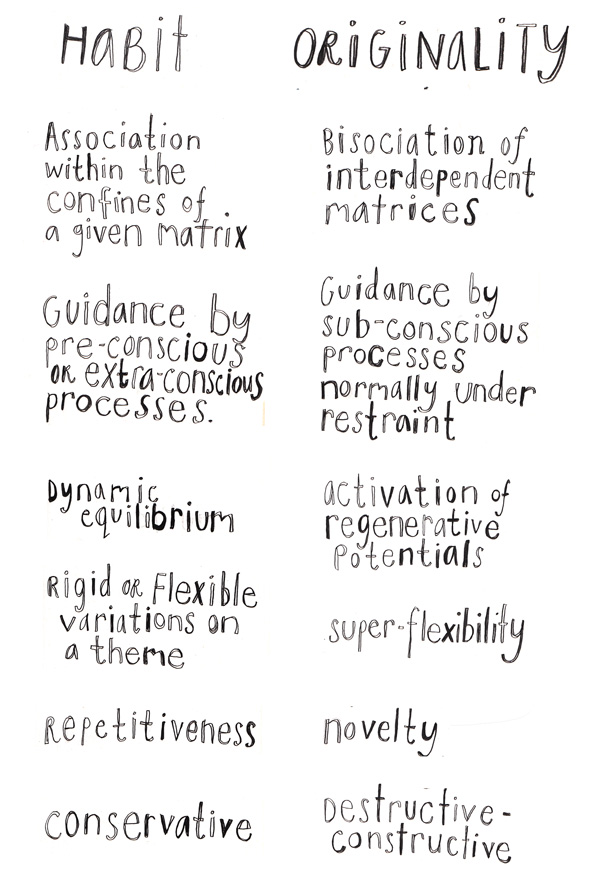 Habit
Originality
Association
within the
confines of
a given matrix
Bisociation of
interdependent
matrices
Guidance by
pre-conscious
or extra-conscious
processes.
Guidance by
sub-conscious
processes
normally under
restraint
Dynamic
equilibrium
activation of
regenerative
potentials
Rigid or Flexible
variations on
a theme
super-flexibility
Repetitiveness
novelty
conservative
Destructive-
constructive